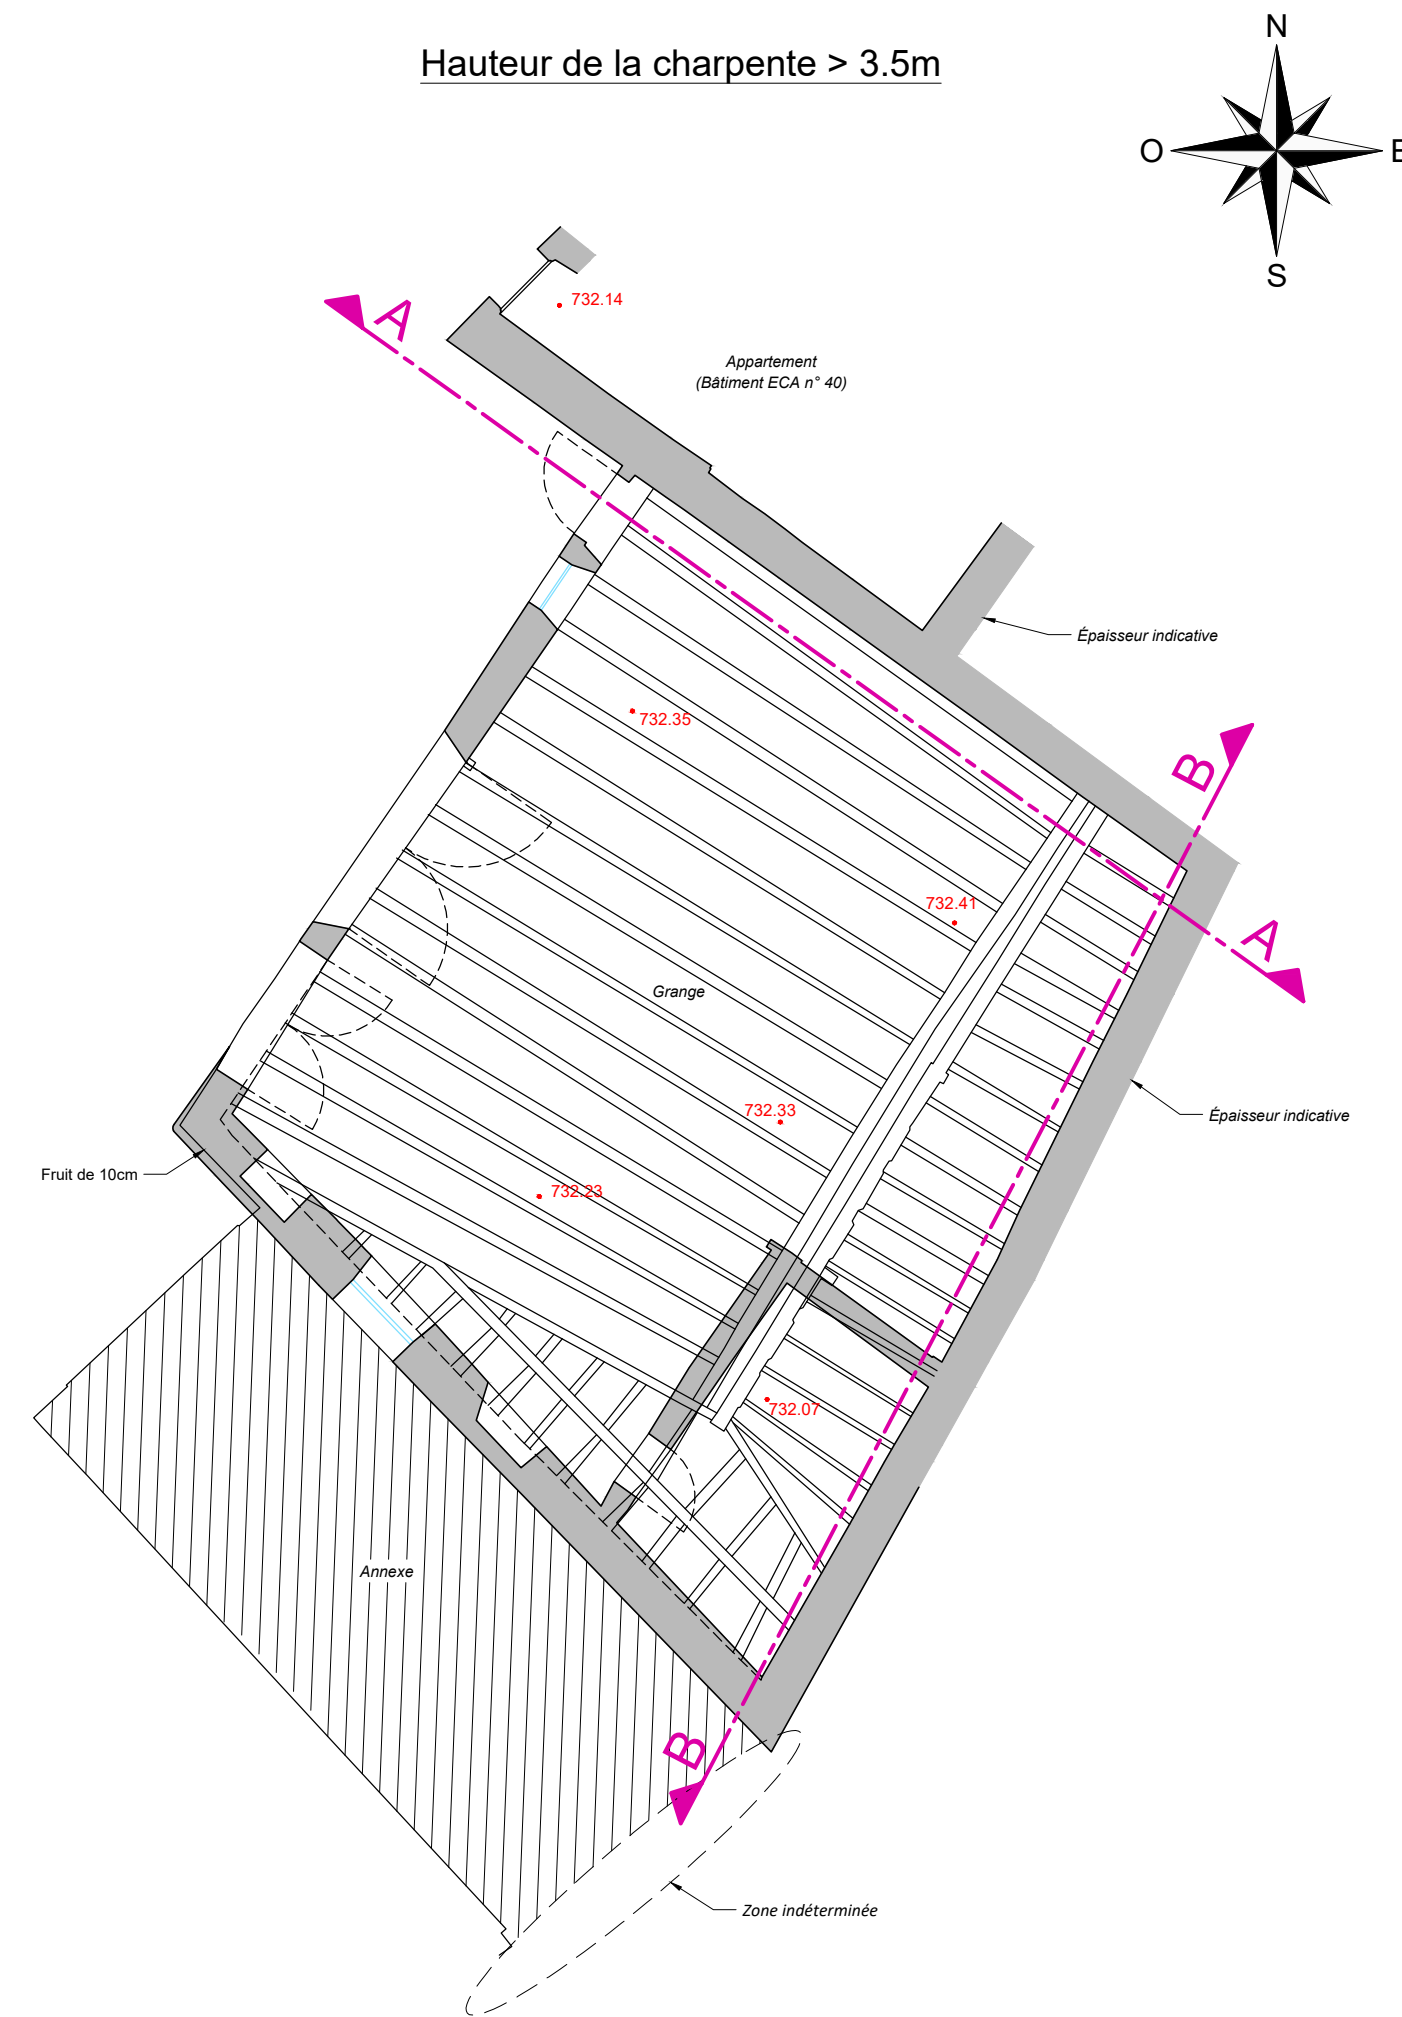 N
Hauteur de la charpente > 3.5m
O
E
S
732.14
A
Appartement
(Bâtiment ECA n° 40)
Épaisseur indicative
732.35
B
732.41
A
Grange
732.33
Épaisseur indicative
Fruit de 10cm
732.23
732.07
Annexe
B
Zone indéterminée